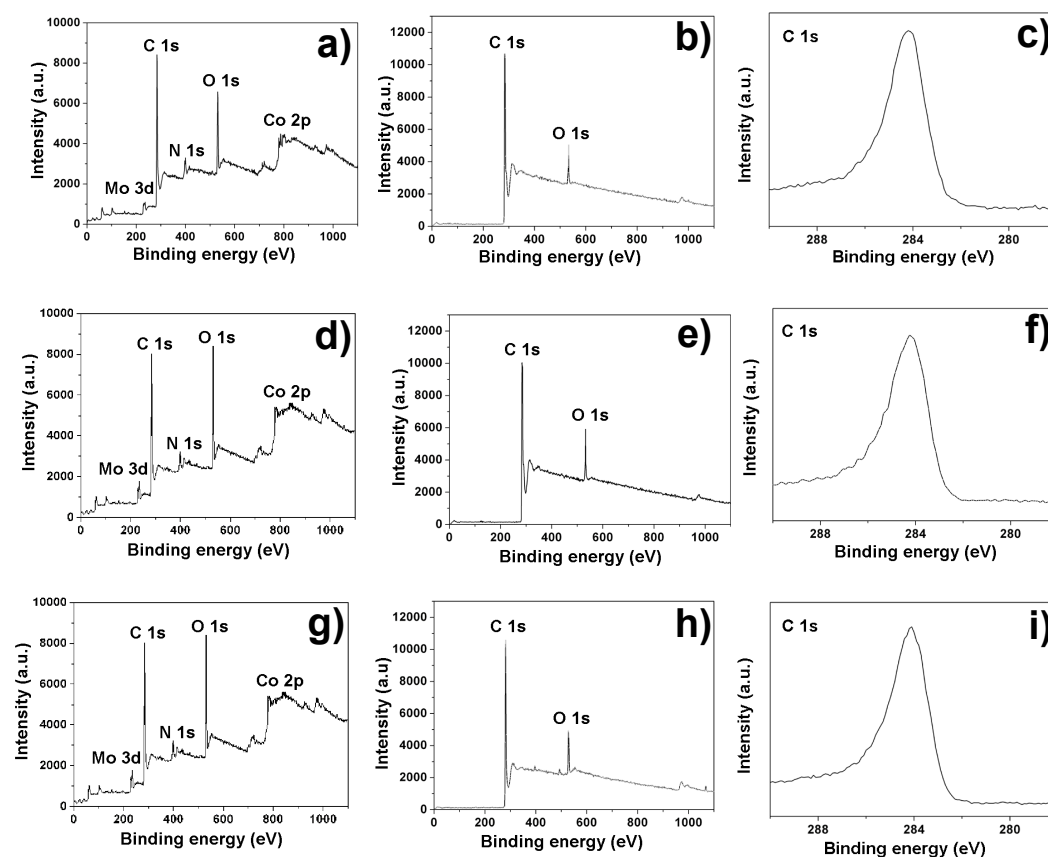 a)
C 1s
O 1s
Co 2p
N 1s
Mo 3d
Intensity (a.u.)
10000
8000
6000
4000
2000
0
0 200 400 600 800 1000
Binding energy (eV)
b)
C 1s
O 1s
Intensity (a.u.)
12000
10000
8000
6000
4000
2000
0
0 200 400 600 800 1000
Binding energy (eV)
c)
C 1s
Intensity (a.u.)
288 284 280
Binding energy (eV)
d)
C 1s
O 1s
Co 2p
N 1s
Mo 3d
Intensity (a.u.)
10000
8000
6000
4000
2000
0
0 200 400 600 800 1000
Binding energy (eV)
e)
C 1s
O 1s
Intensity (a.u.)
12000
10000
8000
6000
4000
2000
0
0 200 400 600 800 1000
Binding energy (eV)
f)
C 1s
Intensity (a.u.)
288 284 280
Binding energy (eV)
g)
C 1s
O 1s
Co 2p
N 1s
Mo 3d
Intensity (a.u.)
10000
8000
6000
4000
2000
0
0 200 400 600 800 1000
Binding energy (eV)
h)
C 1s
O 1s
Intensity (a.u)
12000
10000
8000
6000
4000
2000
0
0 200 400 600 800 1000
Binding energy (eV)
i)
C 1s
Intensity (a.u.)
288 284 280
Binding energy (eV)